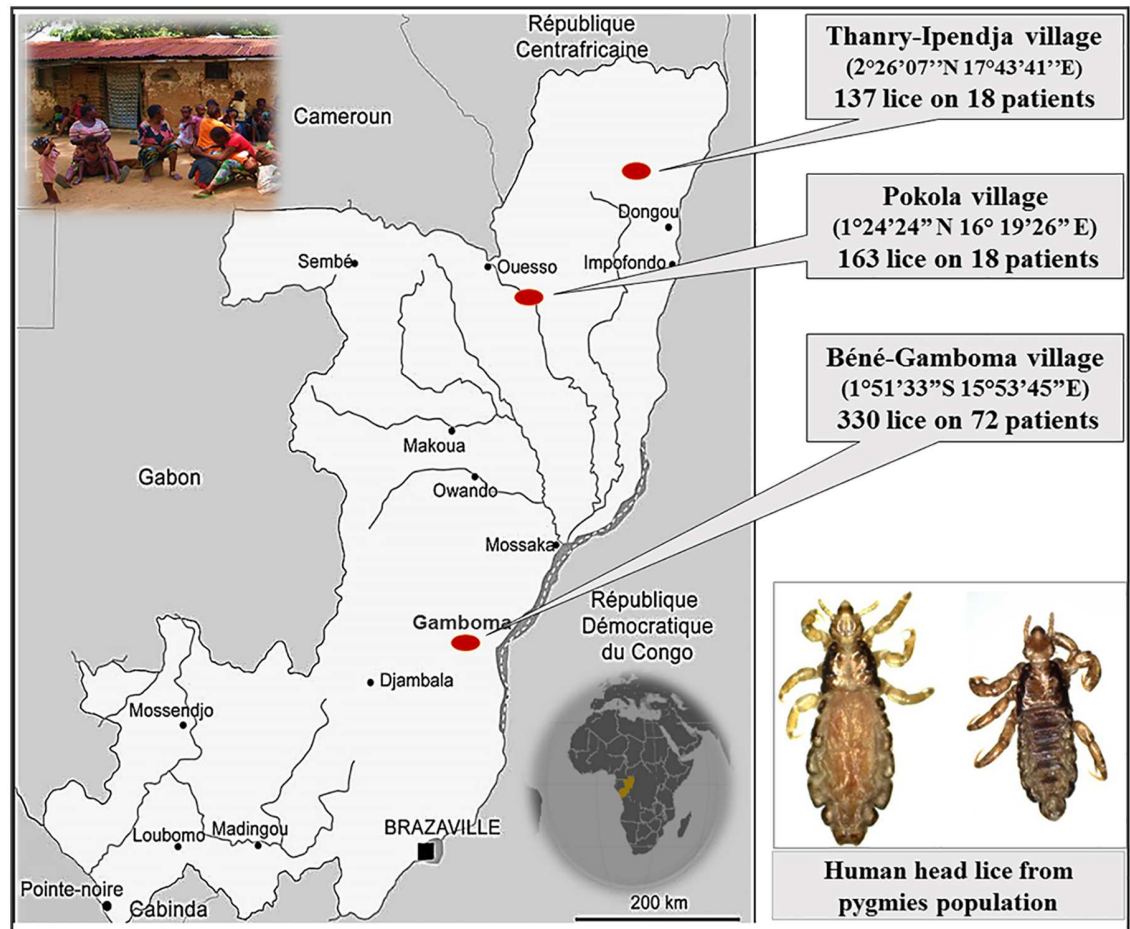 République
Centrafricaine
Cameroun
Thanry-Ipendja village
(2°26’07’’N 17°43’41’’E)
137 lice on 18 patients
Dongou
Pokola village
(1°24’24” N 16° 19’26” E)
163 lice on 18 patients
Sembé
Ouesso
Impofondo
Béné-Gamboma village
(1°51’33”S 15°53’45”E)
330 lice on 72 patients
Makoua
Gabon
Owando
Mossaka
République
Démocratique
du Congo
Gamboma
Djambala
Mossendjo
Loubomo
Madingou
BRAZAVILLE
Pointe-noire
Cabinda
200 km
Human head lice from
pygmies population